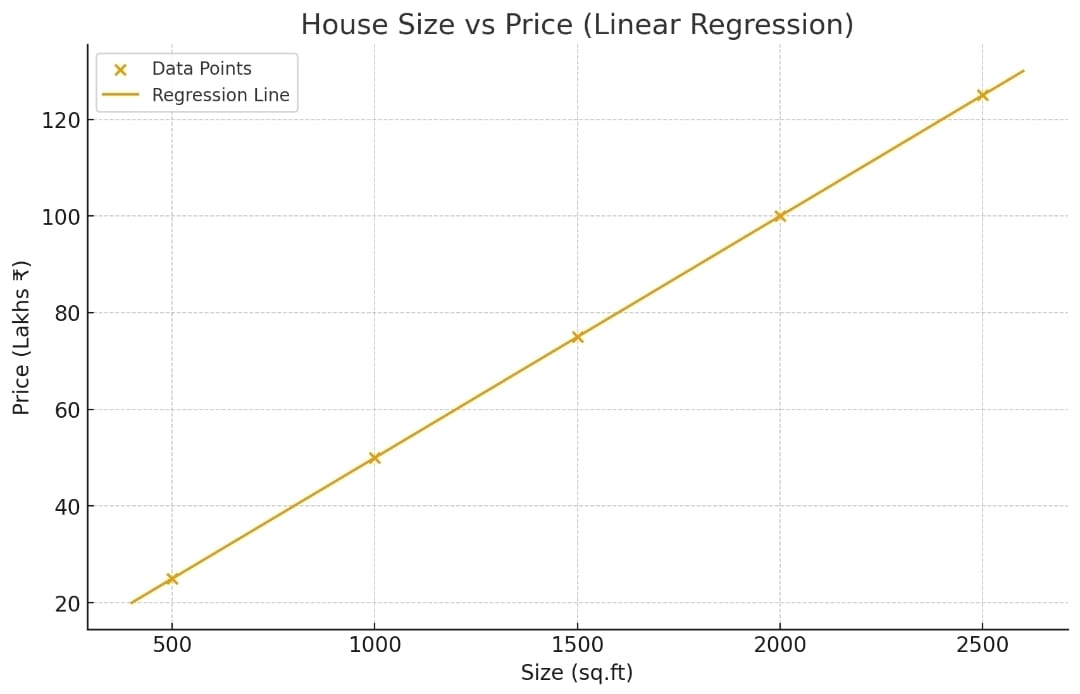 House Size vs Price (Linear Regression)
Data Points
Regression Line
120
100
80
60
40
20
Price (Lakhs ₹)
500 1000 1500 2000 2500
Size (sq.ft)